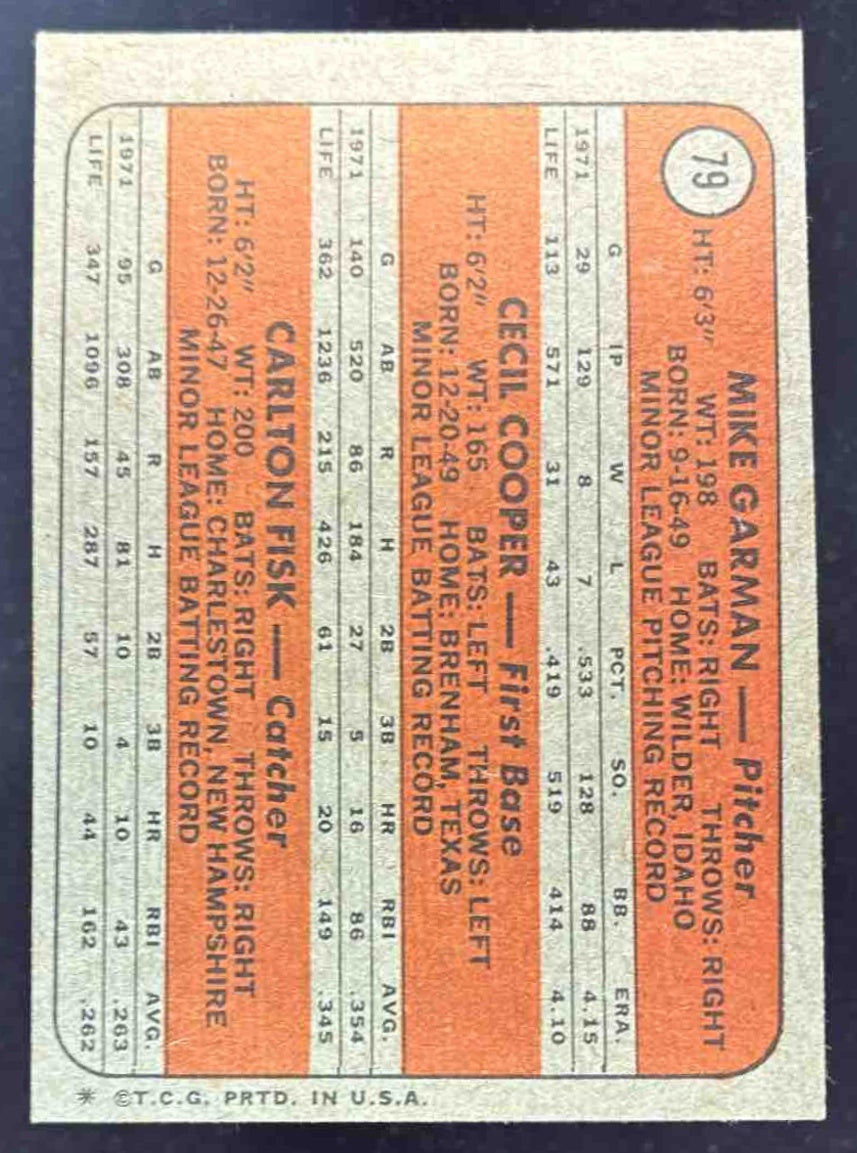 79
MIKE GARMAN — Pitcher
HT: 6'3" WT: 198 BATS: RIGHT THROWS: RIGHT
BORN: 9-16-49 HOME: WILDER, IDAHO
MINOR LEAGUE PITCHING RECORD
G IP W L PCT. SO. BB. ERA.
1971 29 129 8 7 .533 128 88 4.15
LIFE 113 571 31 43 .419 519 414 4.10
CECIL COOPER — First Base
HT: 6'2" WT: 165 BATS: LEFT THROWS: LEFT
BORN: 12-20-49 HOME: BRENHAM, TEXAS
MINOR LEAGUE BATTING RECORD
G AB R H 2B 3B HR RBI AVG.
1971 140 520 86 184 27 5 16 86 .354
LIFE 362 1236 215 426 61 15 20 149 .345
CARLTON FISK — Catcher
HT: 6'2" WT: 200 BATS: RIGHT THROWS: RIGHT
BORN: 12-26-47 HOME: CHARLESTOWN, NEW HAMPSHIRE
MINOR LEAGUE BATTING RECORD
G AB R H 2B 3B HR RBI AVG.
1971 95 308 45 81 10 4 10 43 .263
LIFE 347 1096 157 287 57 10 44 162 .262
* ©T.C.G. PRTD. IN U.S.A.